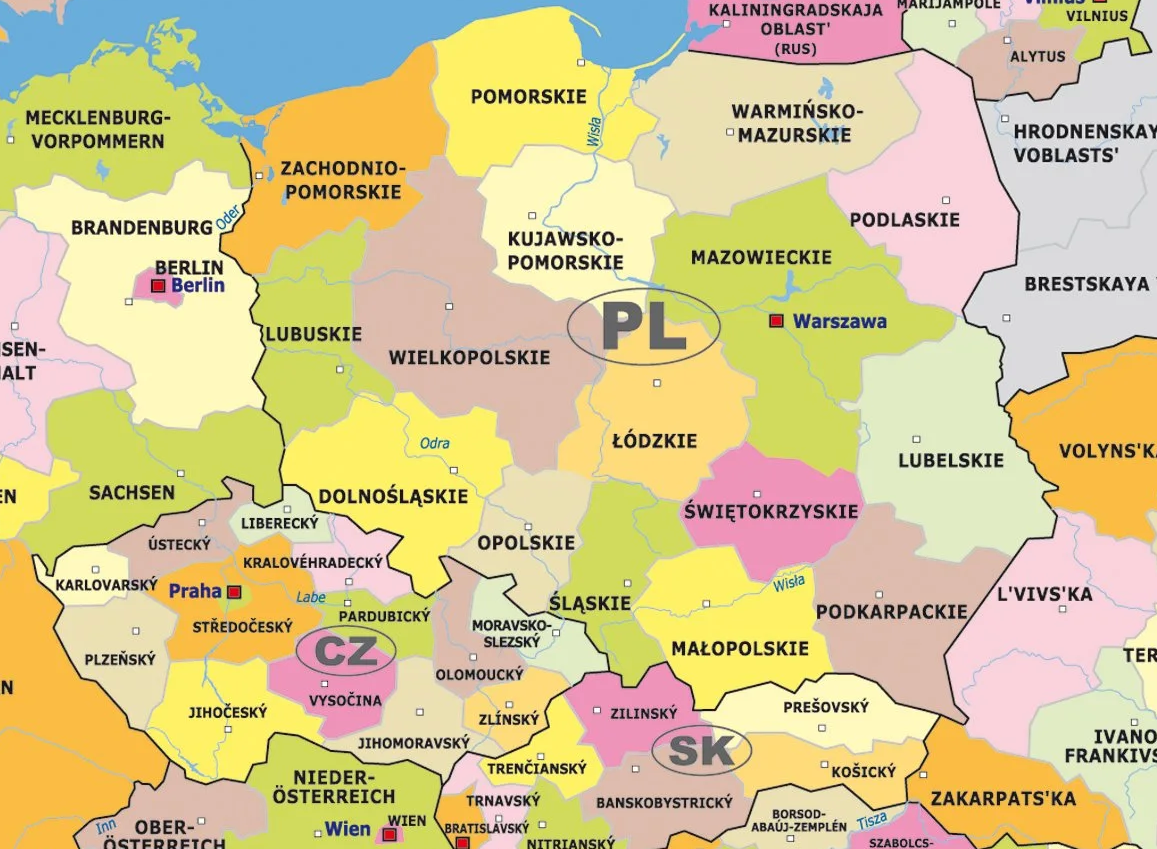 KALININGRADSKAJA
OBLAST'
(RUS)
MARIJAMPOLĖ
Vilnius
VILNIUS
ALYTUS
POMORSKIE
Wisła
WARMIŃSKO-
MAZURSKIE
MECKLENBURG-
VORPOMMERN
HRODNENSKAY
VOBLASTS'
ZACHODNIO-
POMORSKIE
BRANDENBURG
Oder
PODLASKIE
KUJAWSKO-
POMORSKIE
MAZOWIECKIE
BERLIN
Berlin
BRESTSKAYA
PL
Warszawa
LUBUSKIE
WIELKOPOLSKIE
SEN-
ALT
Odra
ŁÓDZKIE
VOLYNS'K
LUBELSKIE
SACHSEN
EN
DOLNOŚLĄSKIE
ŚWIĘTOKRZYSKIE
LIBERECKÝ
ÚSTECKÝ
OPOLSKIE
KRALOVÉHRADECKÝ
KARLOVARSKÝ
Praha
Labe
Wisła
L'VIVS'KA
ŚLĄSKIE
PARDUBICKÝ
PODKARPACKIE
STŘEDOČESKÝ
MORAVSKO-
SLEZSKÝ
CZ
MAŁOPOLSKIE
PLZEŇSKÝ
TER
OLOMOUCKÝ
N
VYSOČINA
JIHOČESKÝ
ZLÍNSKÝ
ZILINSKÝ
PREŠOVSKÝ
JIHOMORAVSKÝ
SK
IVANO
FRANKIVS
TRENČIANSKÝ
KOŠICKÝ
NIEDER-
ÖSTERREICH
TRNAVSKÝ
BANSKOBYSTRICKÝ
ZAKARPATS'KA
BORSOD-
ABAÚJ-ZEMPLÉN
Tisza
Inn
OBER-
ÖSTERREICH
Wien
WIEN
BRATISLAVSKÝ
NITRIANSKÝ
SZABOLCS-